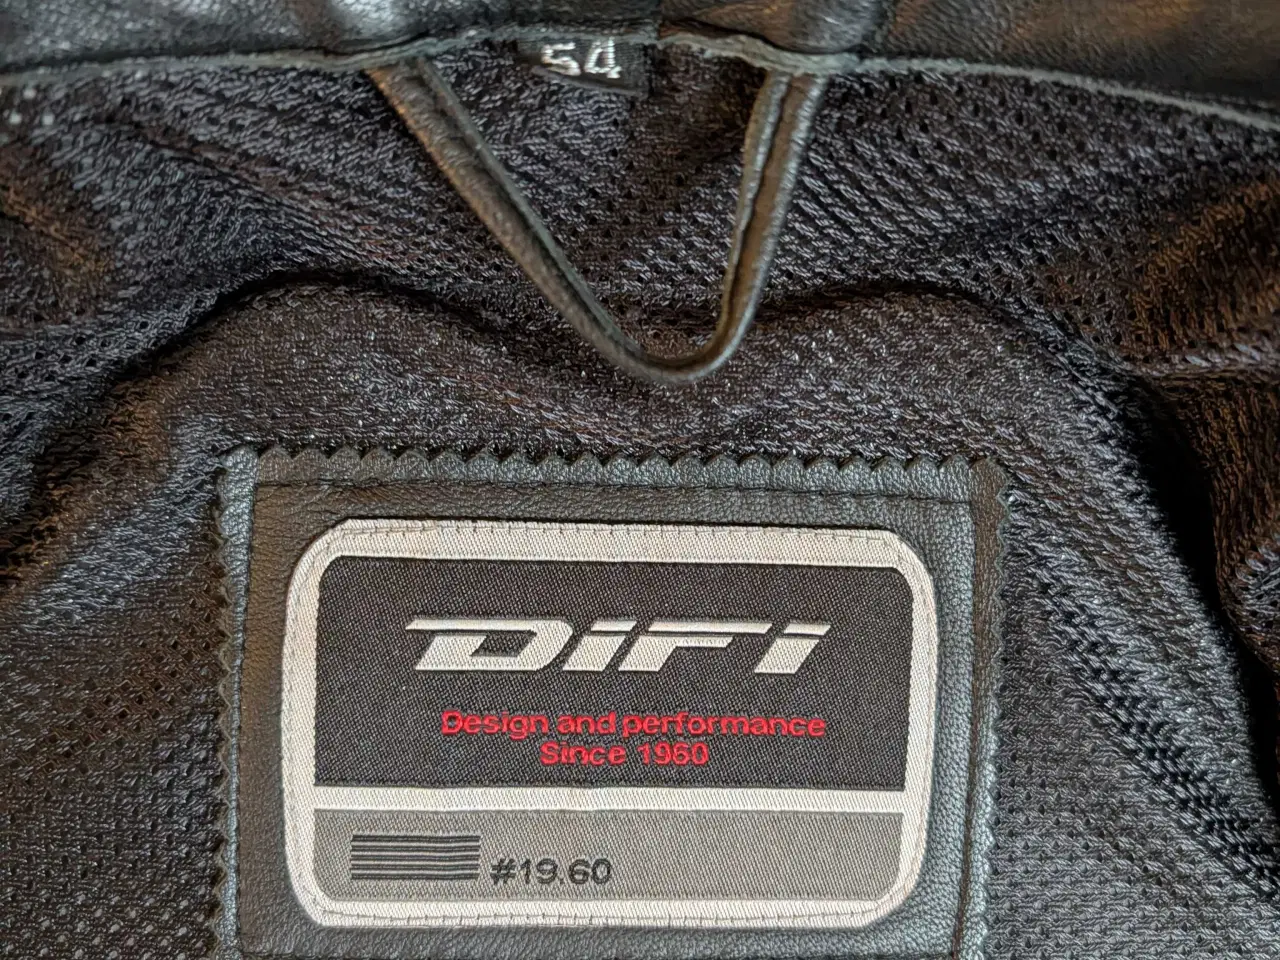 54
DIFI
Design and performance
Since 1960
#19.60